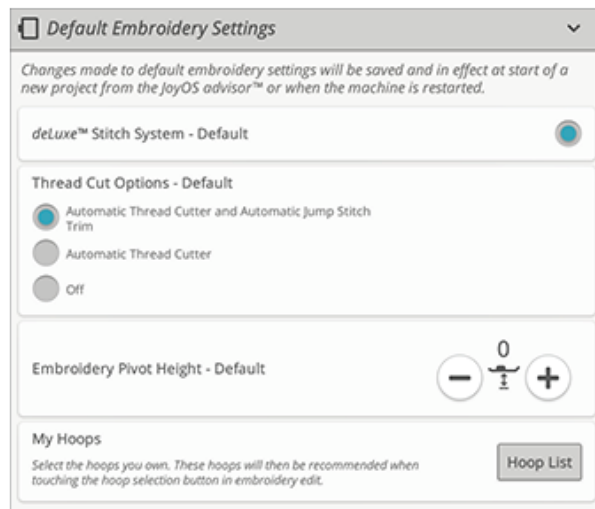 Default Embroidery Settings
Changes made to default embroidery settings will be saved and in effect at start of a
new project from the JoyOS advisor™ or when the machine is restarted.
deLuxe™ Stitch System - Default
Thread Cut Options - Default
Automatic Thread Cutter and Automatic Jump Stitch
Trim
Automatic Thread Cutter
Off
0
Embroidery Pivot Height - Default
My Hoops
Select the hoops you own. These hoops will then be recommended when
touching the hoop selection button in embroidery edit.
Hoop List